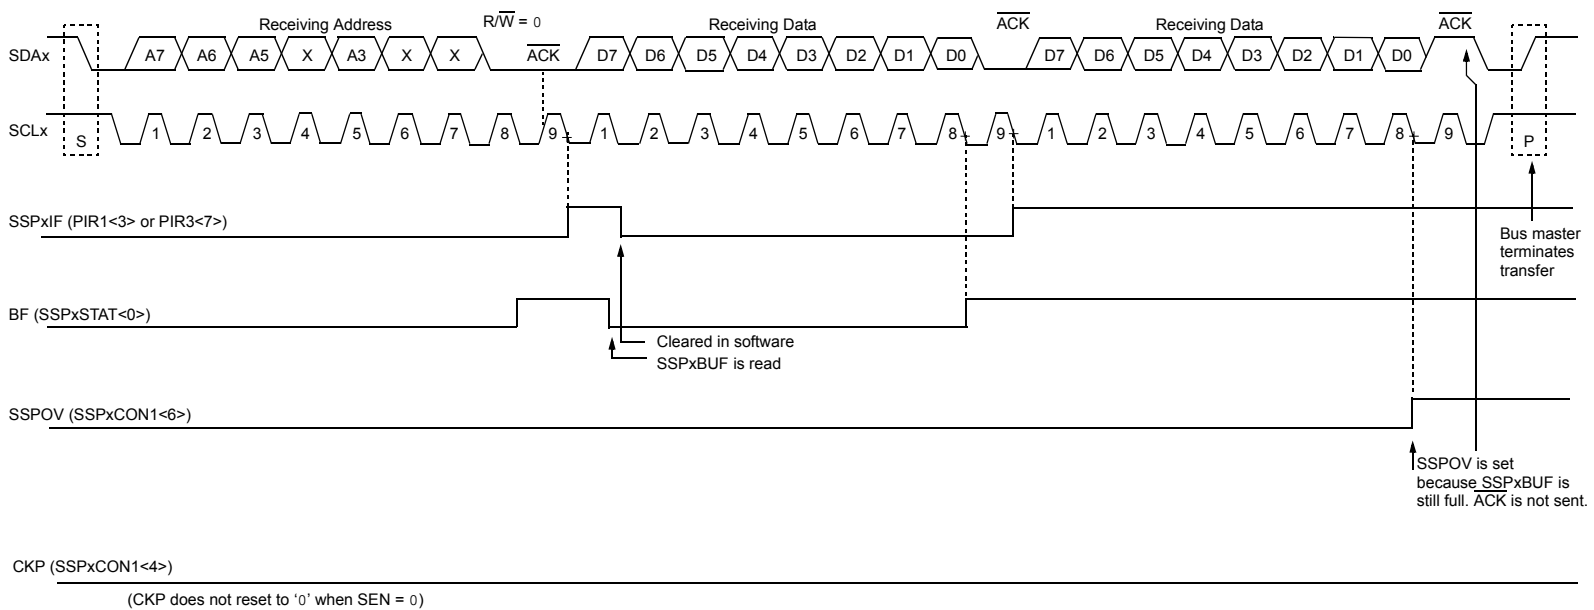 Receiving Address
R/W̅ = 0
Receiving Data
A̅C̅K̅
Receiving Data
A̅C̅K̅
SDAx
A7 A6 A5 X A3 X X
A̅C̅K̅
D7 D6 D5 D4 D3 D2 D1 D0
D7 D6 D5 D4 D3 D2 D1 D0
SCLx
S
1 2 3 4 5 6 7 8 9
1 2 3 4 5 6 7 8 9
1 2 3 4 5 6 7 8 9
P
SSPxIF (PIR1<3> or PIR3<7>)
Bus master
terminates
transfer
BF (SSPxSTAT<0>)
Cleared in software
SSPxBUF is read
SSPOV (SSPxCON1<6>)
SSPOV is set
because SSPxBUF is
still full. A̅C̅K̅ is not sent.
CKP (SSPxCON1<4>)
(CKP does not reset to ‘0’ when SEN = 0)